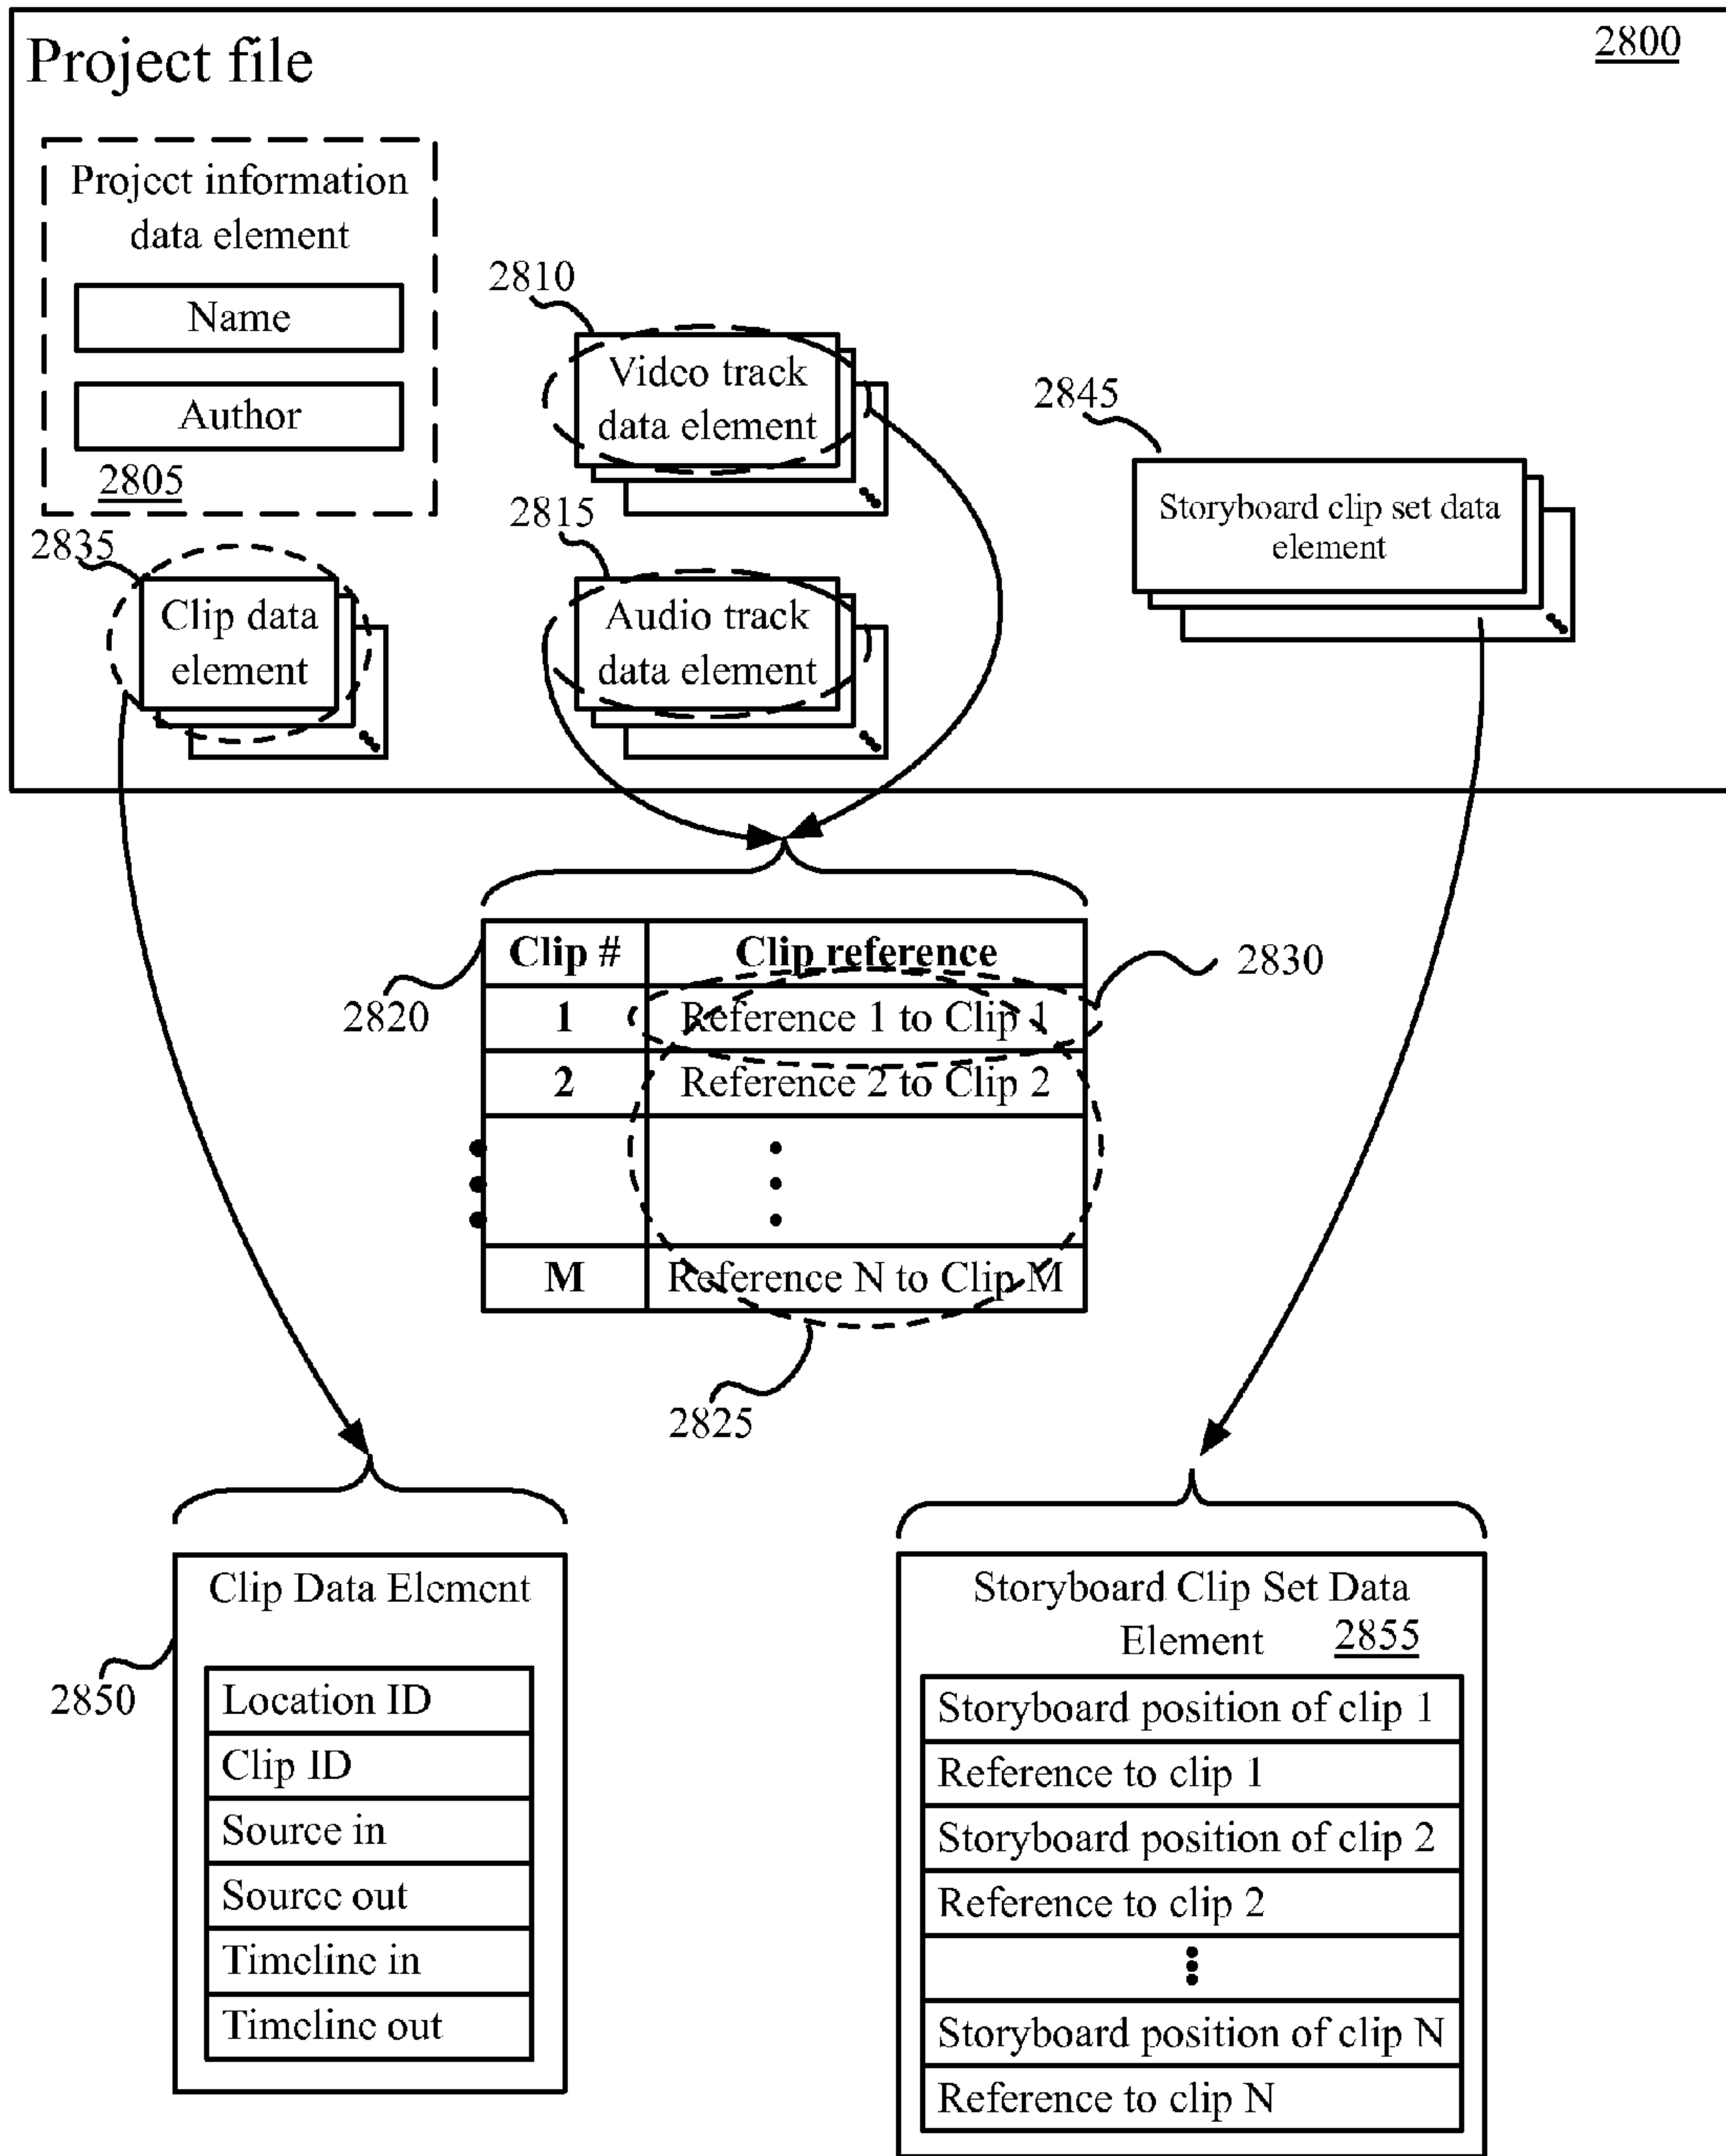 Project file
2800
Project information
data element
Name
Author
2805
2810
Video track
data element
2815
Audio track
data element
2845
Storyboard clip set data
element
2835
Clip data
element
Clip # Clip reference
1 Reference 1 to Clip 1
2 Reference 2 to Clip 2
M Reference N to Clip M
2820
2830
2825
Clip Data Element
2850
Location ID
Clip ID
Source in
Source out
Timeline in
Timeline out
Storyboard Clip Set Data
Element 2855
Storyboard position of clip 1
Reference to clip 1
Storyboard position of clip 2
Reference to clip 2
Storyboard position of clip N
Reference to clip N